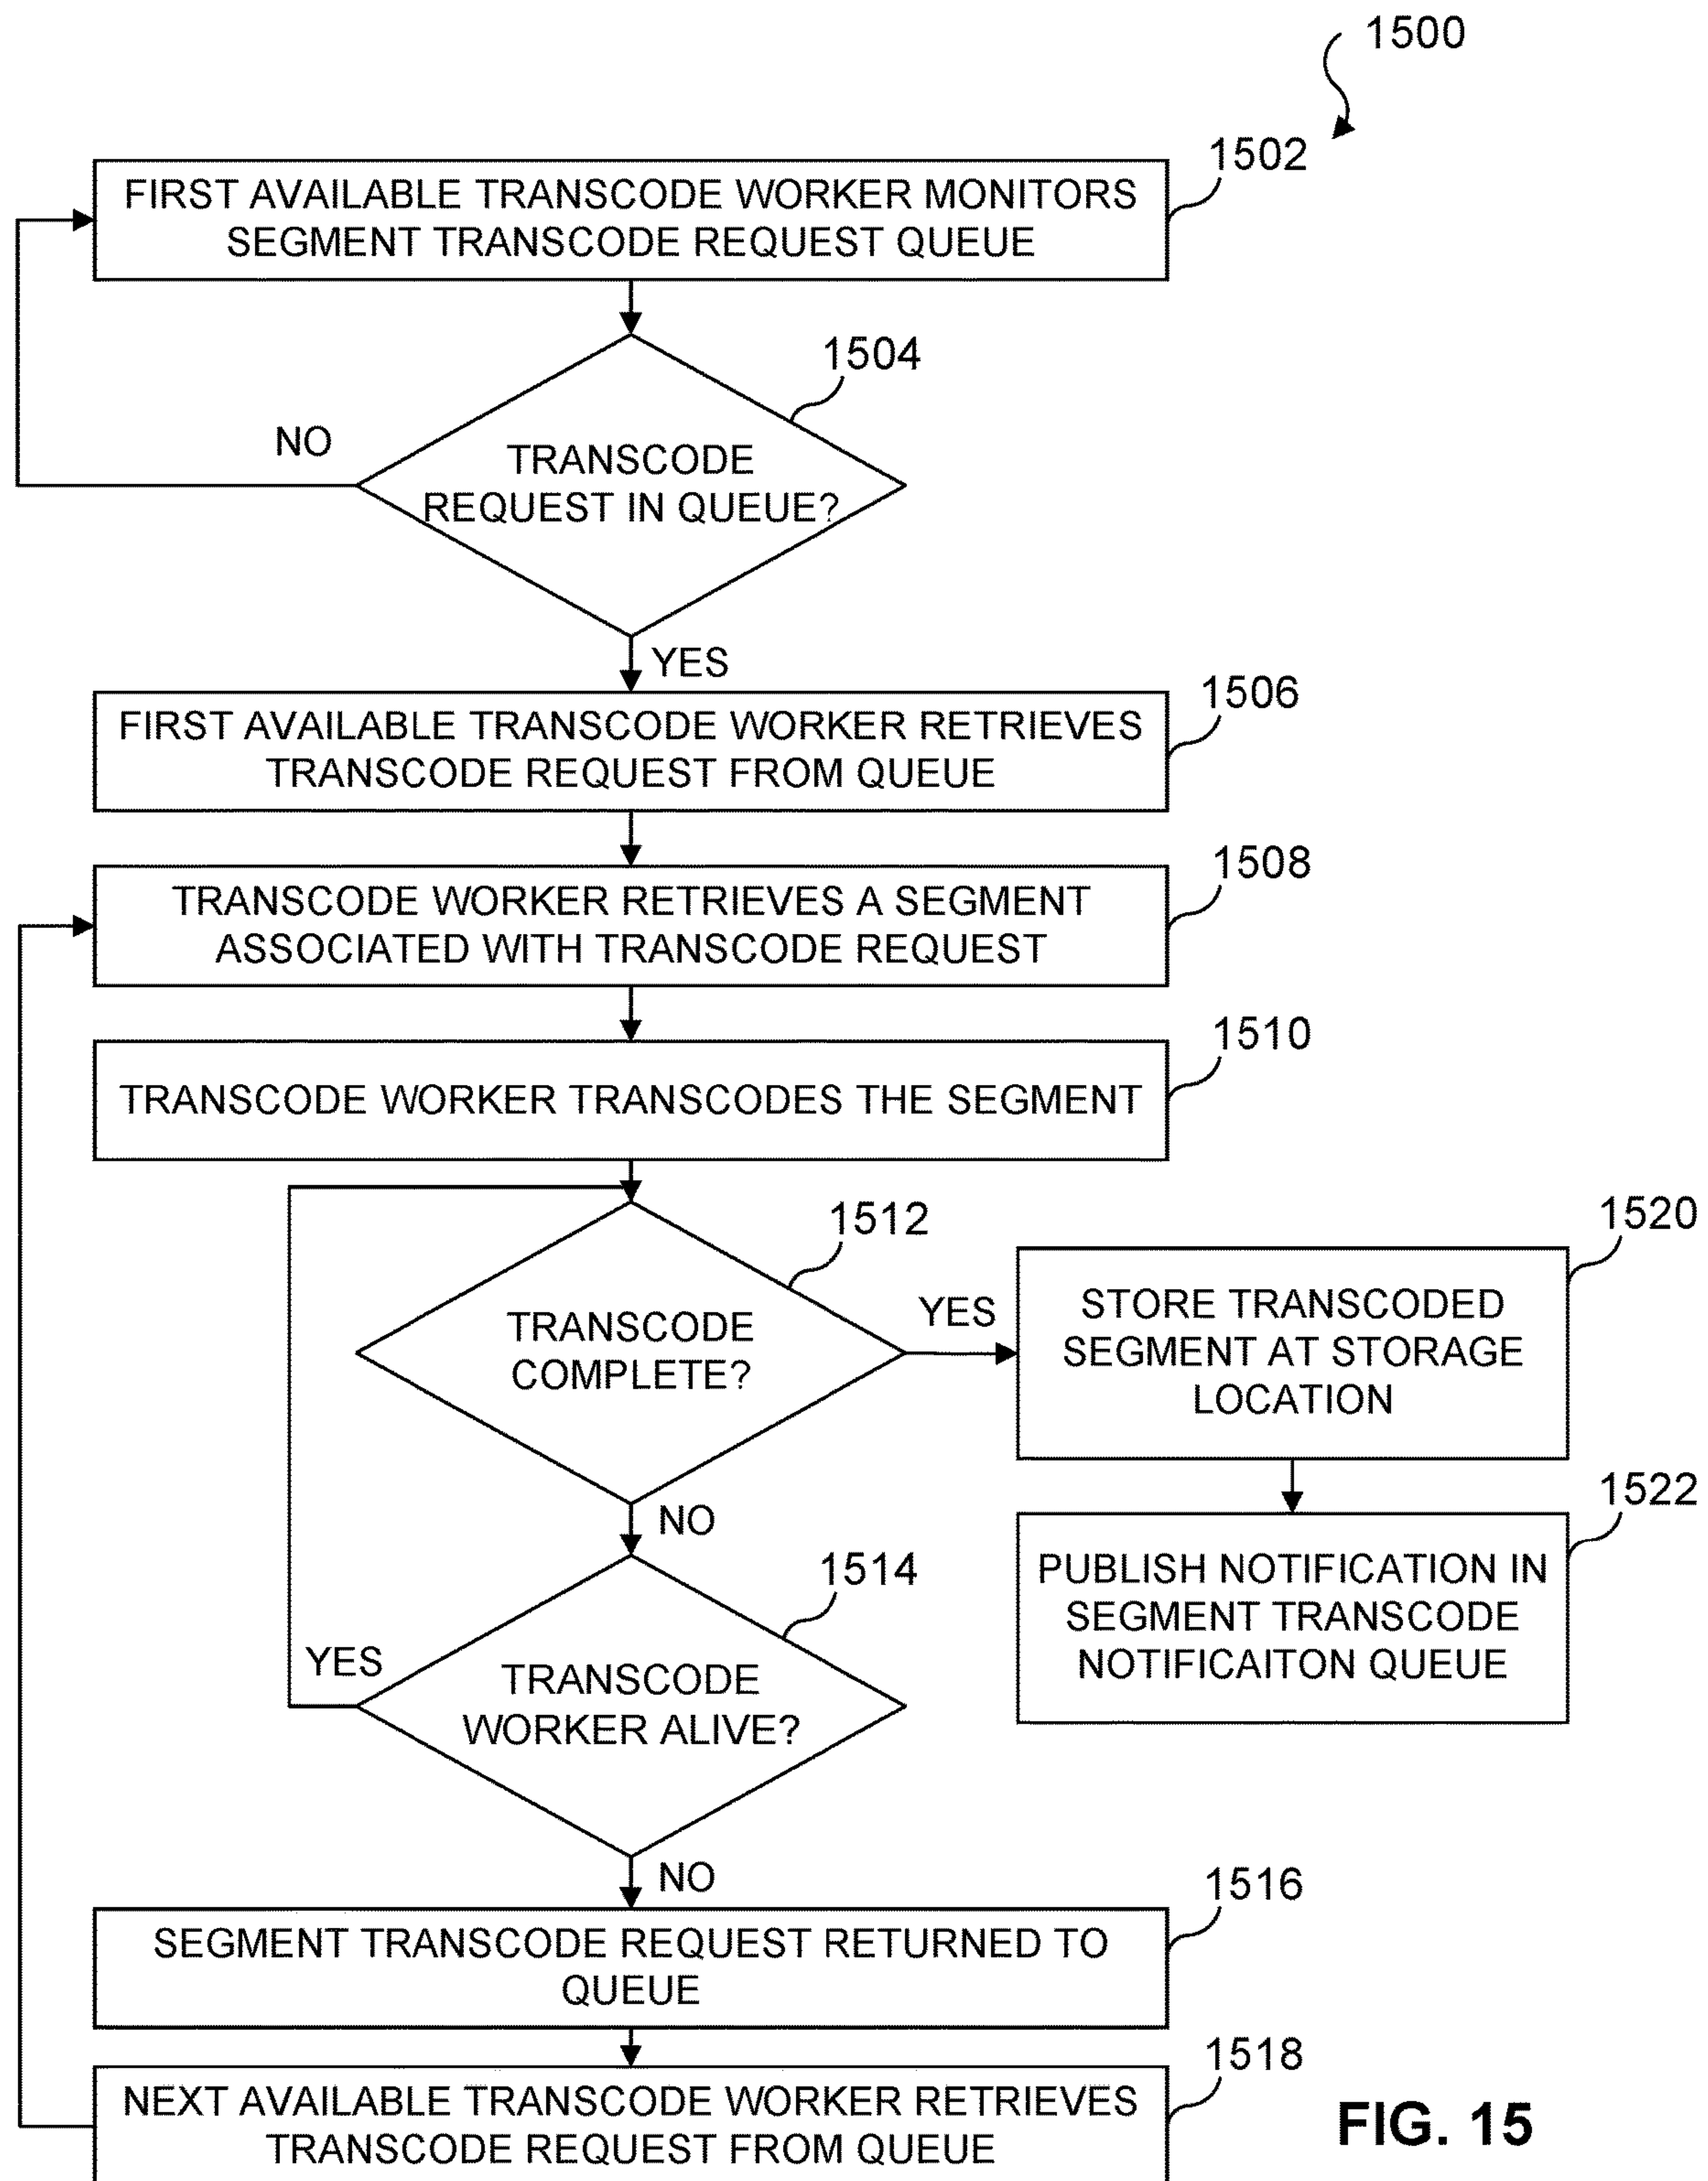 1500
1502
FIRST AVAILABLE TRANSCODE WORKER MONITORS
SEGMENT TRANSCODE REQUEST QUEUE
1504
NO
TRANSCODE
REQUEST IN QUEUE?
YES
1506
FIRST AVAILABLE TRANSCODE WORKER RETRIEVES
TRANSCODE REQUEST FROM QUEUE
1508
TRANSCODE WORKER RETRIEVES A SEGMENT
ASSOCIATED WITH TRANSCODE REQUEST
1510
TRANSCODE WORKER TRANSCODES THE SEGMENT
1512
TRANSCODE
COMPLETE?
YES
1520
STORE TRANSCODED
SEGMENT AT STORAGE
LOCATION
NO
1522
PUBLISH NOTIFICATION IN
SEGMENT TRANSCODE
NOTIFICAITON QUEUE
1514
YES
TRANSCODE
WORKER ALIVE?
NO
1516
SEGMENT TRANSCODE REQUEST RETURNED TO
QUEUE
1518
NEXT AVAILABLE TRANSCODE WORKER RETRIEVES
TRANSCODE REQUEST FROM QUEUE
FIG. 15